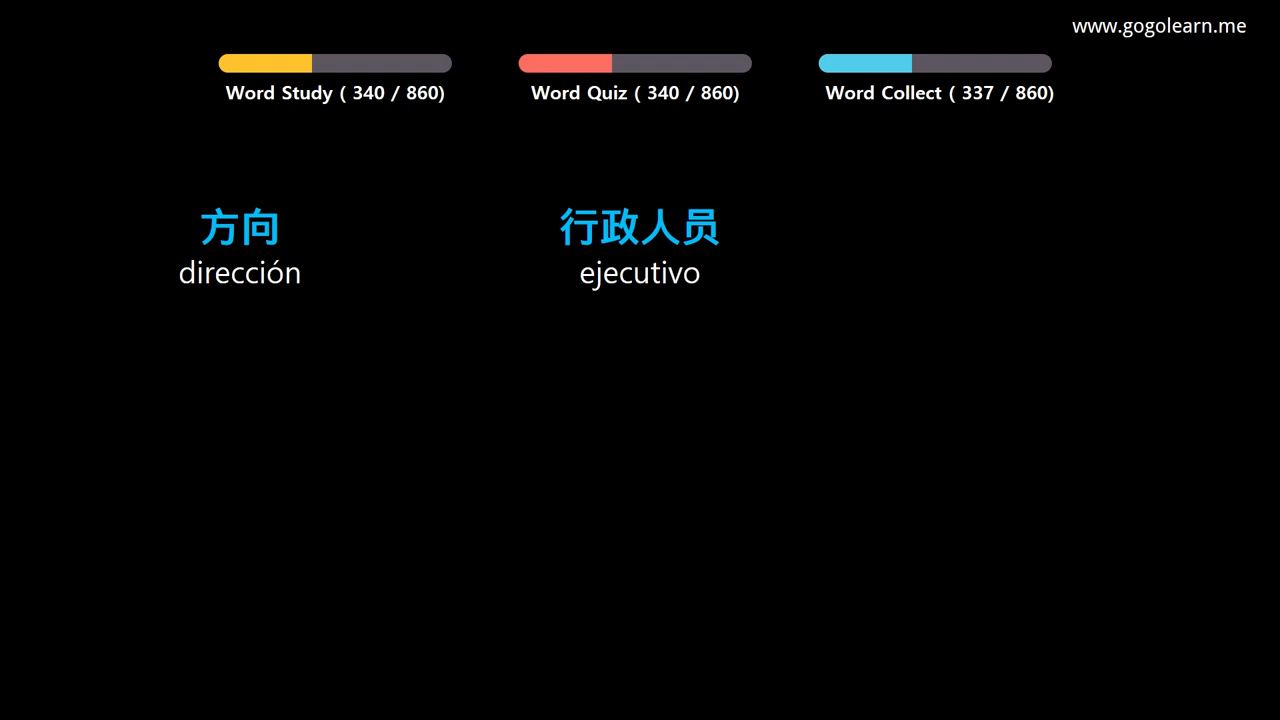 www.gogolearn.me
Word Study ( 340 / 860)
Word Quiz ( 340 / 860)
Word Collect ( 337 / 860)
方向
dirección
行政人员
ejecutivo